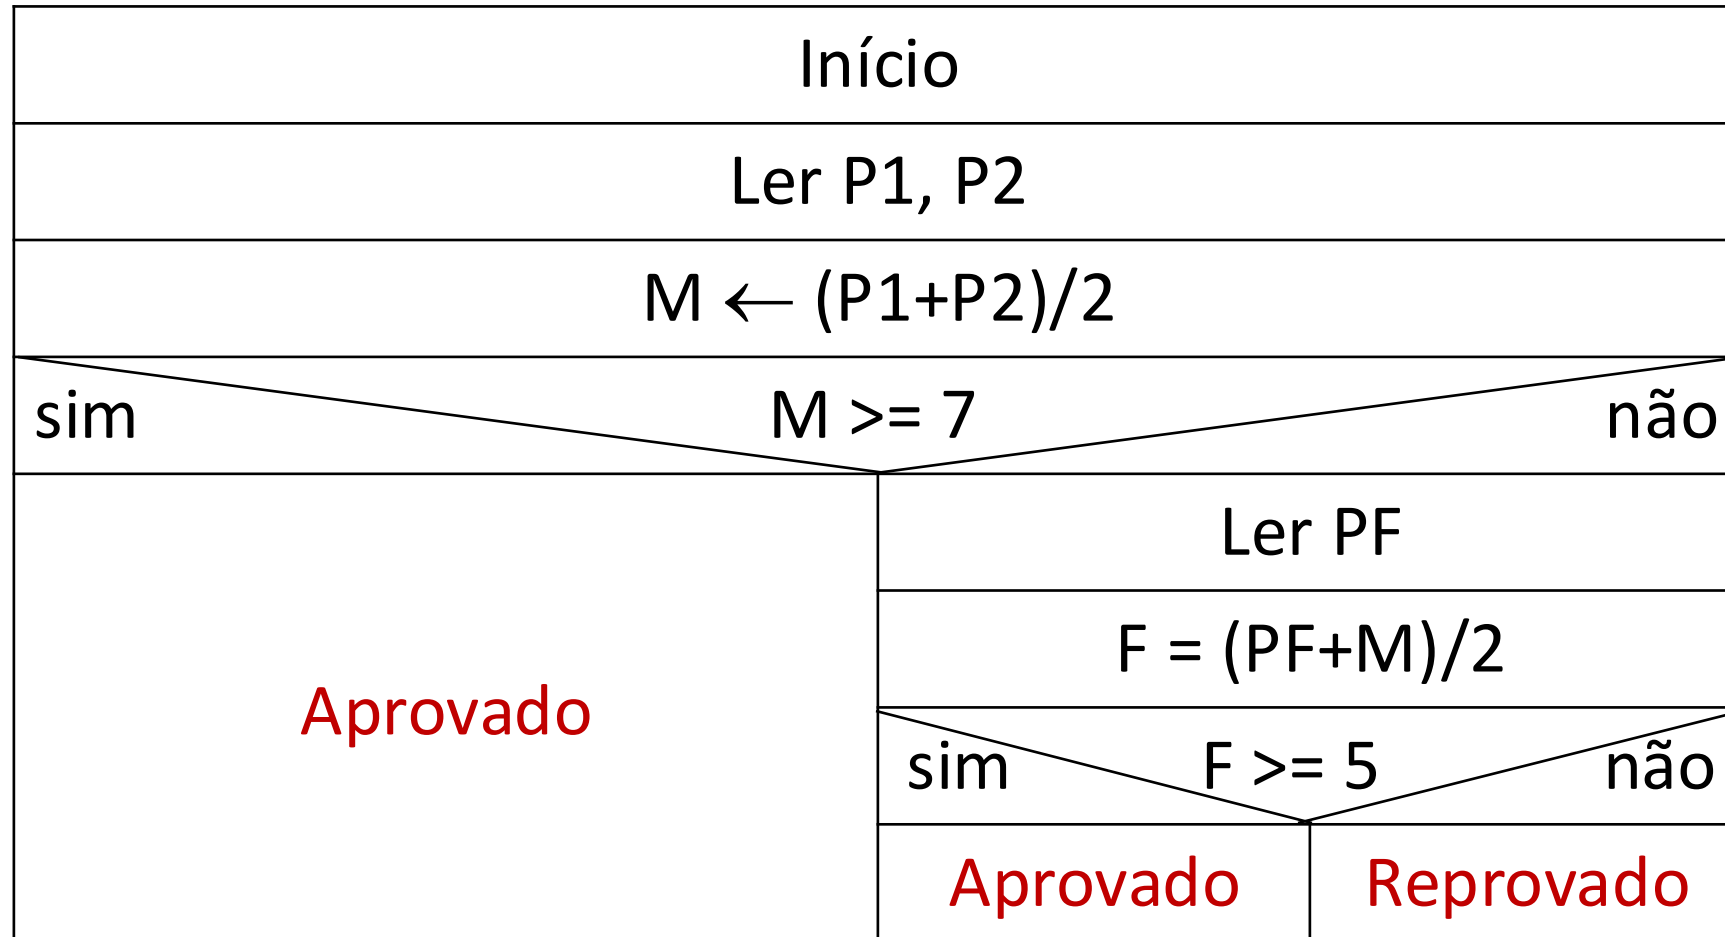 Início
Ler P1, P2
M ← (P1+P2)/2
sim M >= 7 não
Ler PF
F = (PF+M)/2
Aprovado
sim F >= 5 não
Aprovado Reprovado